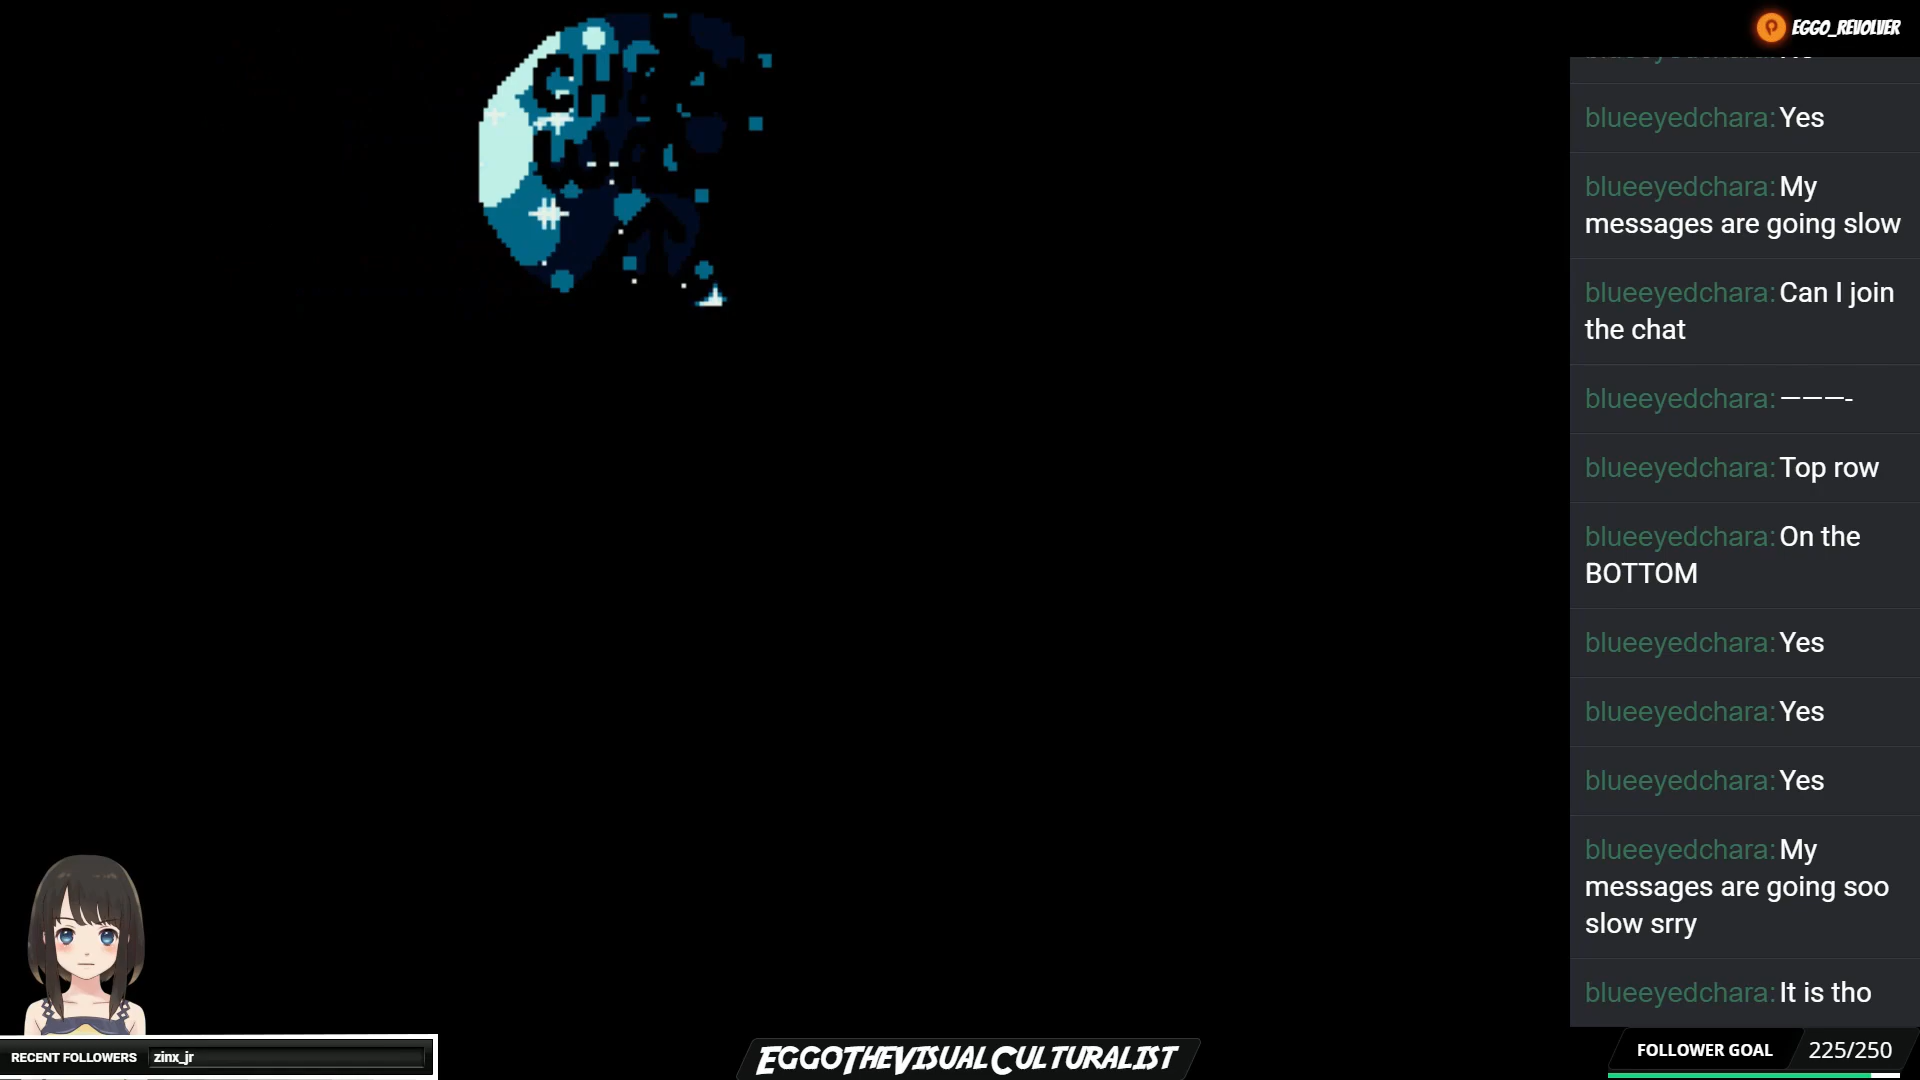 EGGO_REVOLVER
blueeyedchara: Yes
blueeyedchara: My
messages are going slow
blueeyedchara: Can I join
the chat
blueeyedchara: ———-
blueeyedchara: Top row
blueeyedchara: On the
BOTTOM
blueeyedchara: Yes
blueeyedchara: Yes
blueeyedchara: Yes
blueeyedchara: My
messages are going soo
slow srry
blueeyedchara: It is tho
RECENT FOLLOWERS zinx_jr
EGGOTHEVISUALCULTURALIST
FOLLOWER GOAL 225/250